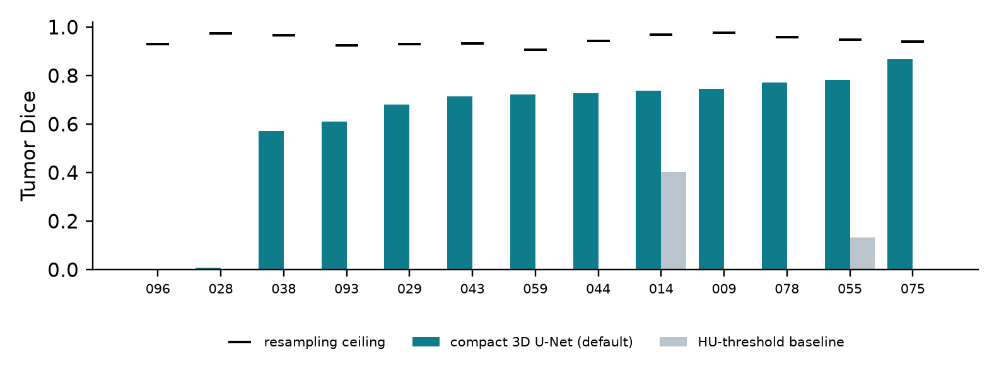 Tumor Dice
1.0
0.8
0.6
0.4
0.2
0.0
096 028 038 093 029 043 059 044 014 009 078 055 075
resampling ceiling compact 3D U-Net (default) HU-threshold baseline